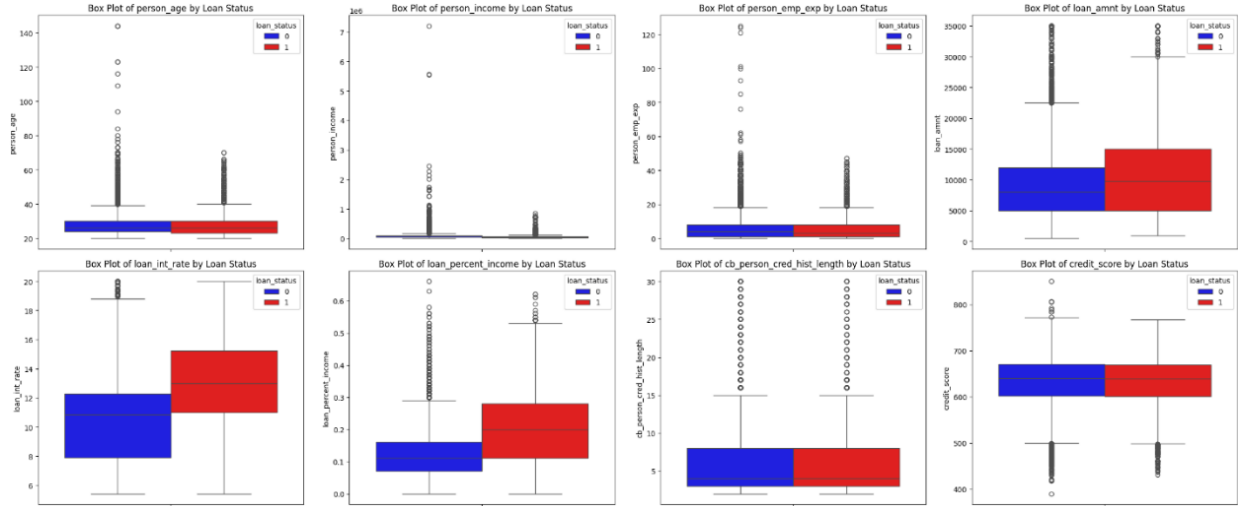 Box Plot of person_age by Loan Status
loan_status
0
1
140
120
100
80
60
40
20
person_age
Box Plot of person_income by Loan Status
1e6
loan_status
0
1
7
6
5
4
3
2
1
0
person_income
Box Plot of person_emp_exp by Loan Status
loan_status
0
1
120
100
80
60
40
20
0
person_emp_exp
Box Plot of loan_amnt by Loan Status
loan_status
0
1
35000
30000
25000
20000
15000
10000
5000
0
loan_amnt
Box Plot of loan_int_rate by Loan Status
loan_status
0
1
20
18
16
14
12
10
8
6
loan_int_rate
Box Plot of loan_percent_income by Loan Status
loan_status
0
1
0.6
0.5
0.4
0.3
0.2
0.1
0.0
loan_percent_income
Box Plot of cb_person_cred_hist_length by Loan Status
loan_status
0
1
30
25
20
15
10
5
cb_person_cred_hist_length
Box Plot of credit_score by Loan Status
loan_status
0
1
800
700
600
500
400
credit_score